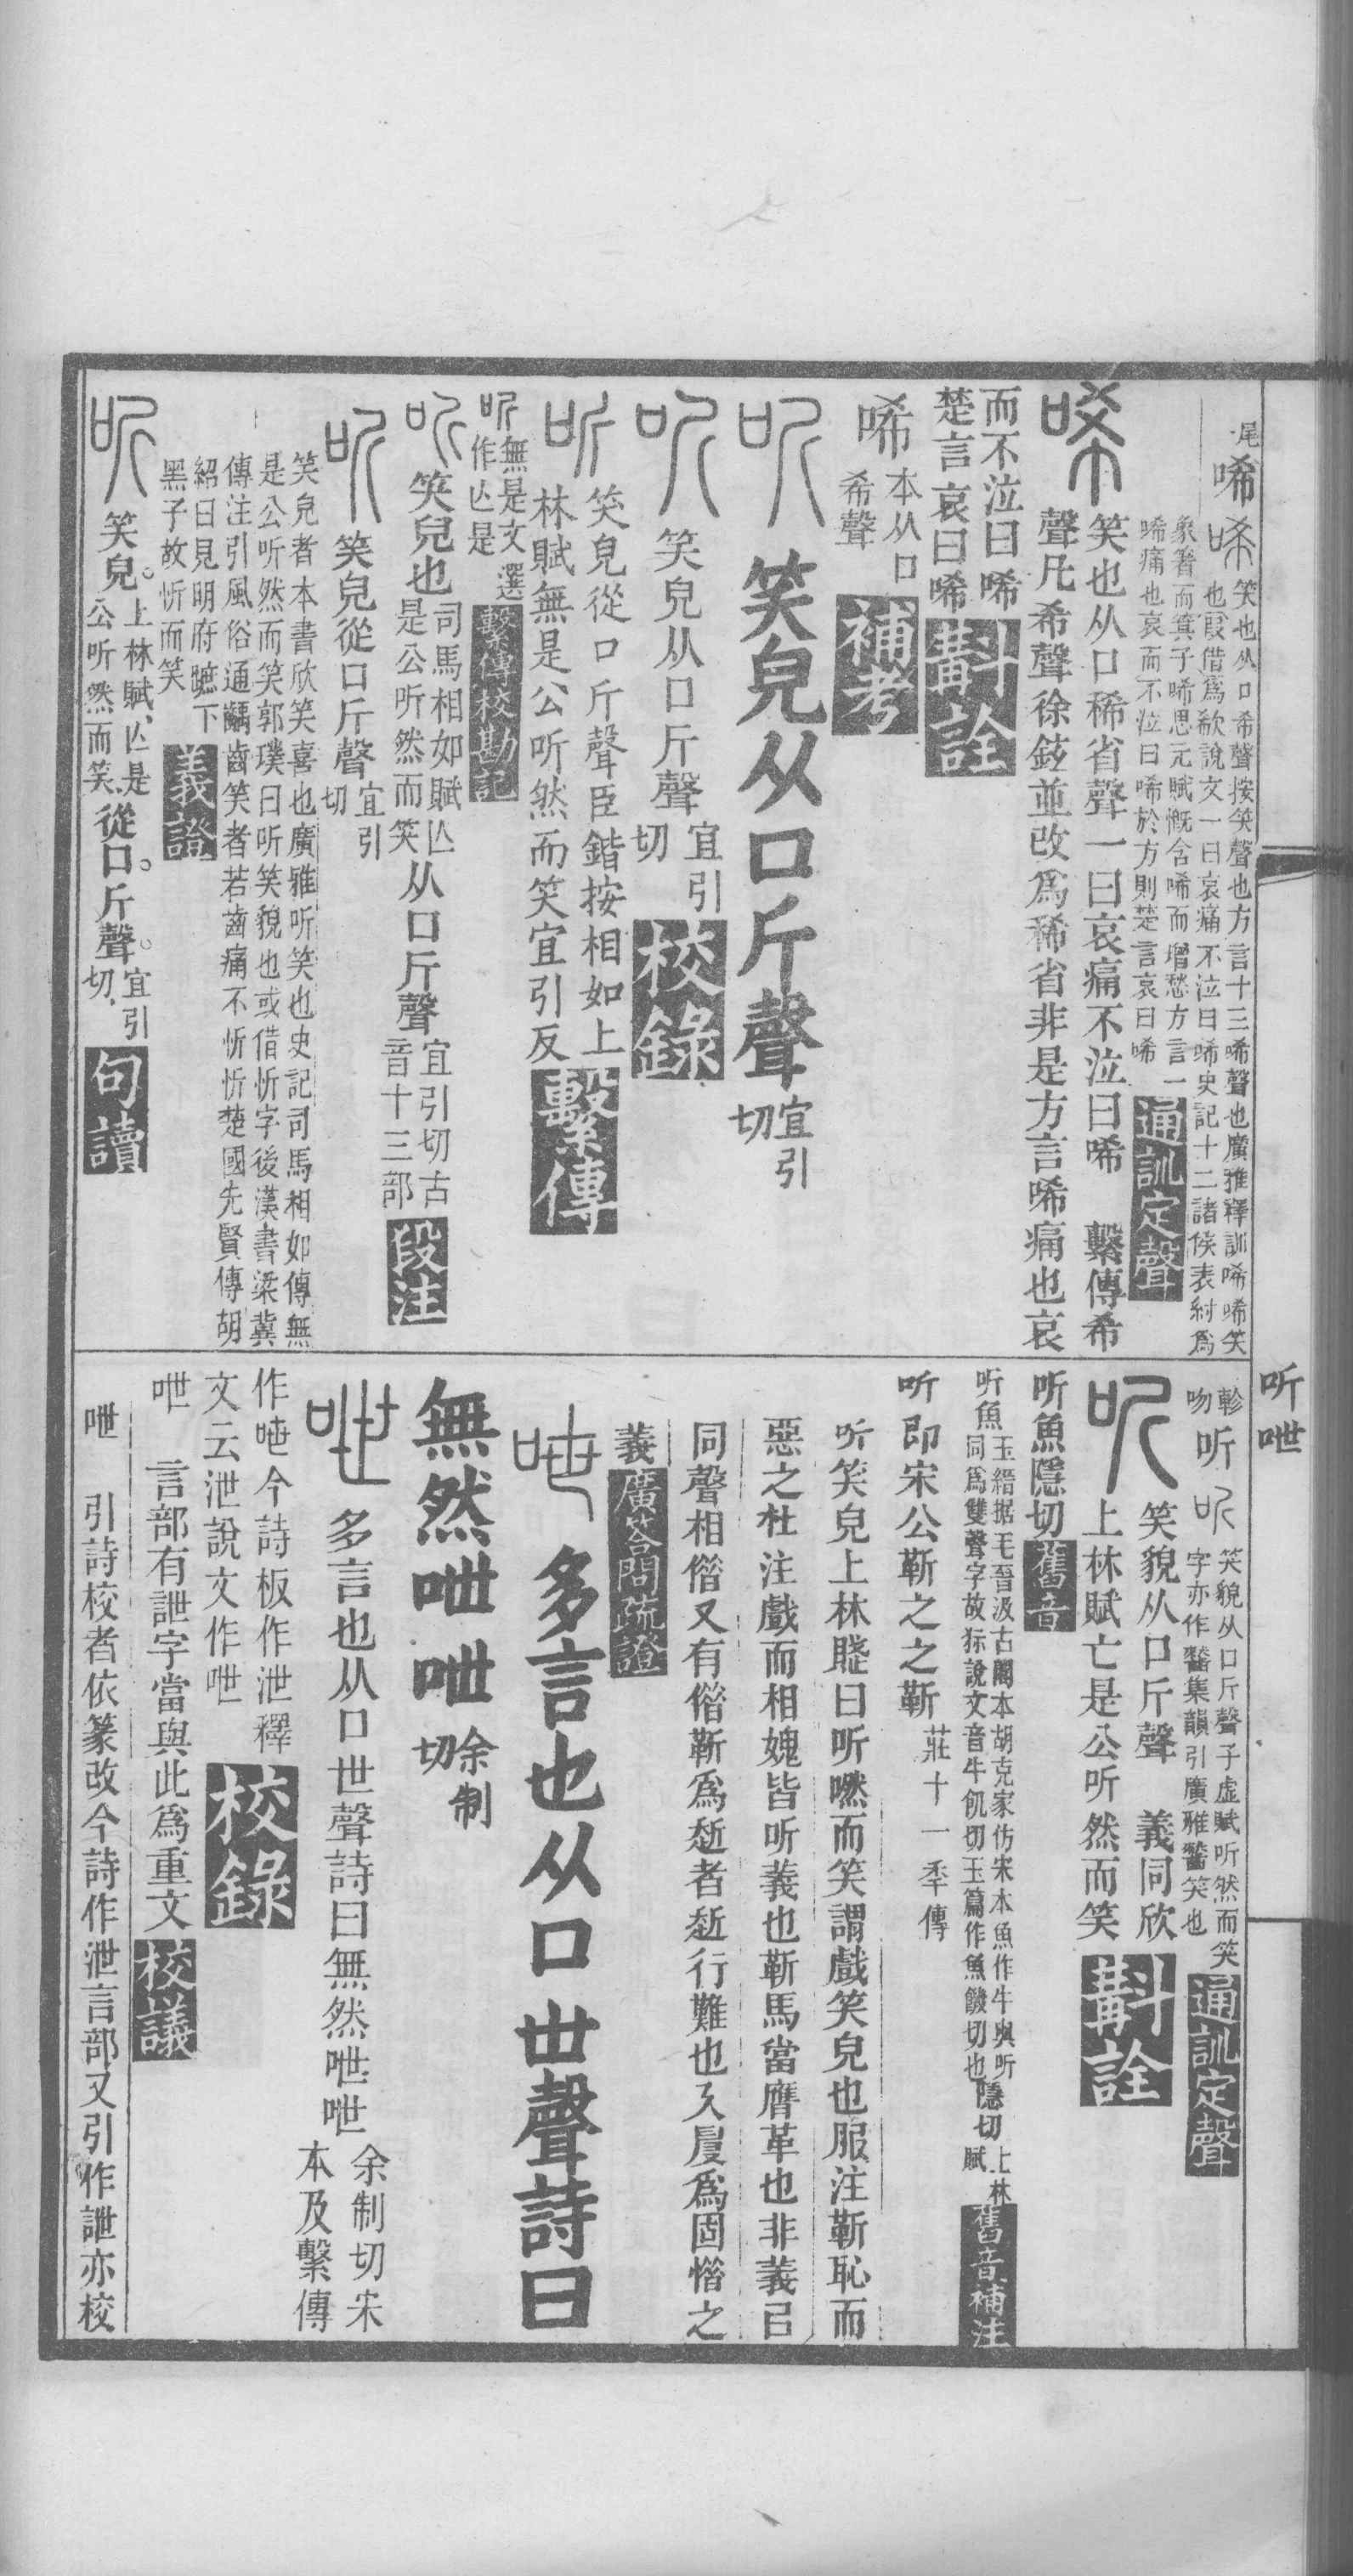 尾
唏
唏
笑也从口希聲按笑聲也方言十三唏聲也廣雅釋訓唏唏笑
也叚借爲欷說文一曰哀痛不泣曰唏史記十二諸侯表紂爲
象箸而箕子唏思元賦慨含唏而增愁方言一
唏痛也哀而不泣曰唏於方則楚言哀曰唏
通訓定聲
唏
笑也从口稀省聲一曰哀痛不泣曰唏　繫傳希
聲凡希聲徐鉉並改爲稀省非是方言唏痛也哀
而不泣曰唏
楚言哀曰唏
斠詮
唏
本从口
希聲
補考
听
笑皃从口斤聲
宜引
切
听
笑皃从口斤聲
宜引
切
校錄
听
笑皃從口斤聲臣鍇按相如上
林賦無是公听然而笑宜引反
繫傳
听
無是文選
作亾是
繫傳校勘記
听
笑皃也
司馬相如賦亾
是公听然而笑
从口斤聲
宜引切古
音十三部
段注
听
笑皃從口斤聲
宜引
切
笑皃者本書欣笑喜也廣雅听笑也史記司馬相如傳無
是公听然而笑郭璞曰听笑貌也或借忻字後漢書梁冀
傳注引風俗通齲齒笑者若齒痛不忻忻楚國先賢傳胡
紹曰見明府㡿下
黑子故忻而笑
義證
听
笑皃。
上林賦、亾是
公听然而笑、
從口。斤聲。
宜引
切、
句讀
听呭
軫
吻
听
听
笑貌从口斤聲子虛賦听然而笑
字亦作㘈集韻引廣雅㘈笑也
通訓定聲
听
笑貌从口斤聲　義同欣
上林賦亡是公听然而笑
斠詮
听魚隱切
舊音
听魚
玉縉据毛晉汲古閣本胡克家仿宋本魚作牛與听
同爲雙聲字故狋說文音牛飢切玉篇作魚饑切也
隱切
上林
賦
舊音補注
听即宋公靳之之靳
莊十一秊傳
听笑皃上林賦曰听嘫而笑謂戲笑皃也服注靳恥而
惡之杜注戲而相媿皆听義也靳馬當膺革也非義㠯
同聲相偕又有偕靳爲赾者赾行難也又㞋爲固愭之
義
廣答問疏證
呭
多言也从口世聲詩曰
無然呭呭
余制
切
呭
多言也从口世聲詩曰無然呭呭
余制切宋
本及繫傳
作呭今詩板作泄釋
文云泄說文作呭
校錄
呭　言部有詍字當與此爲重文
校議
呭　引詩校者依篆改今詩作泄言部又引作詍亦校